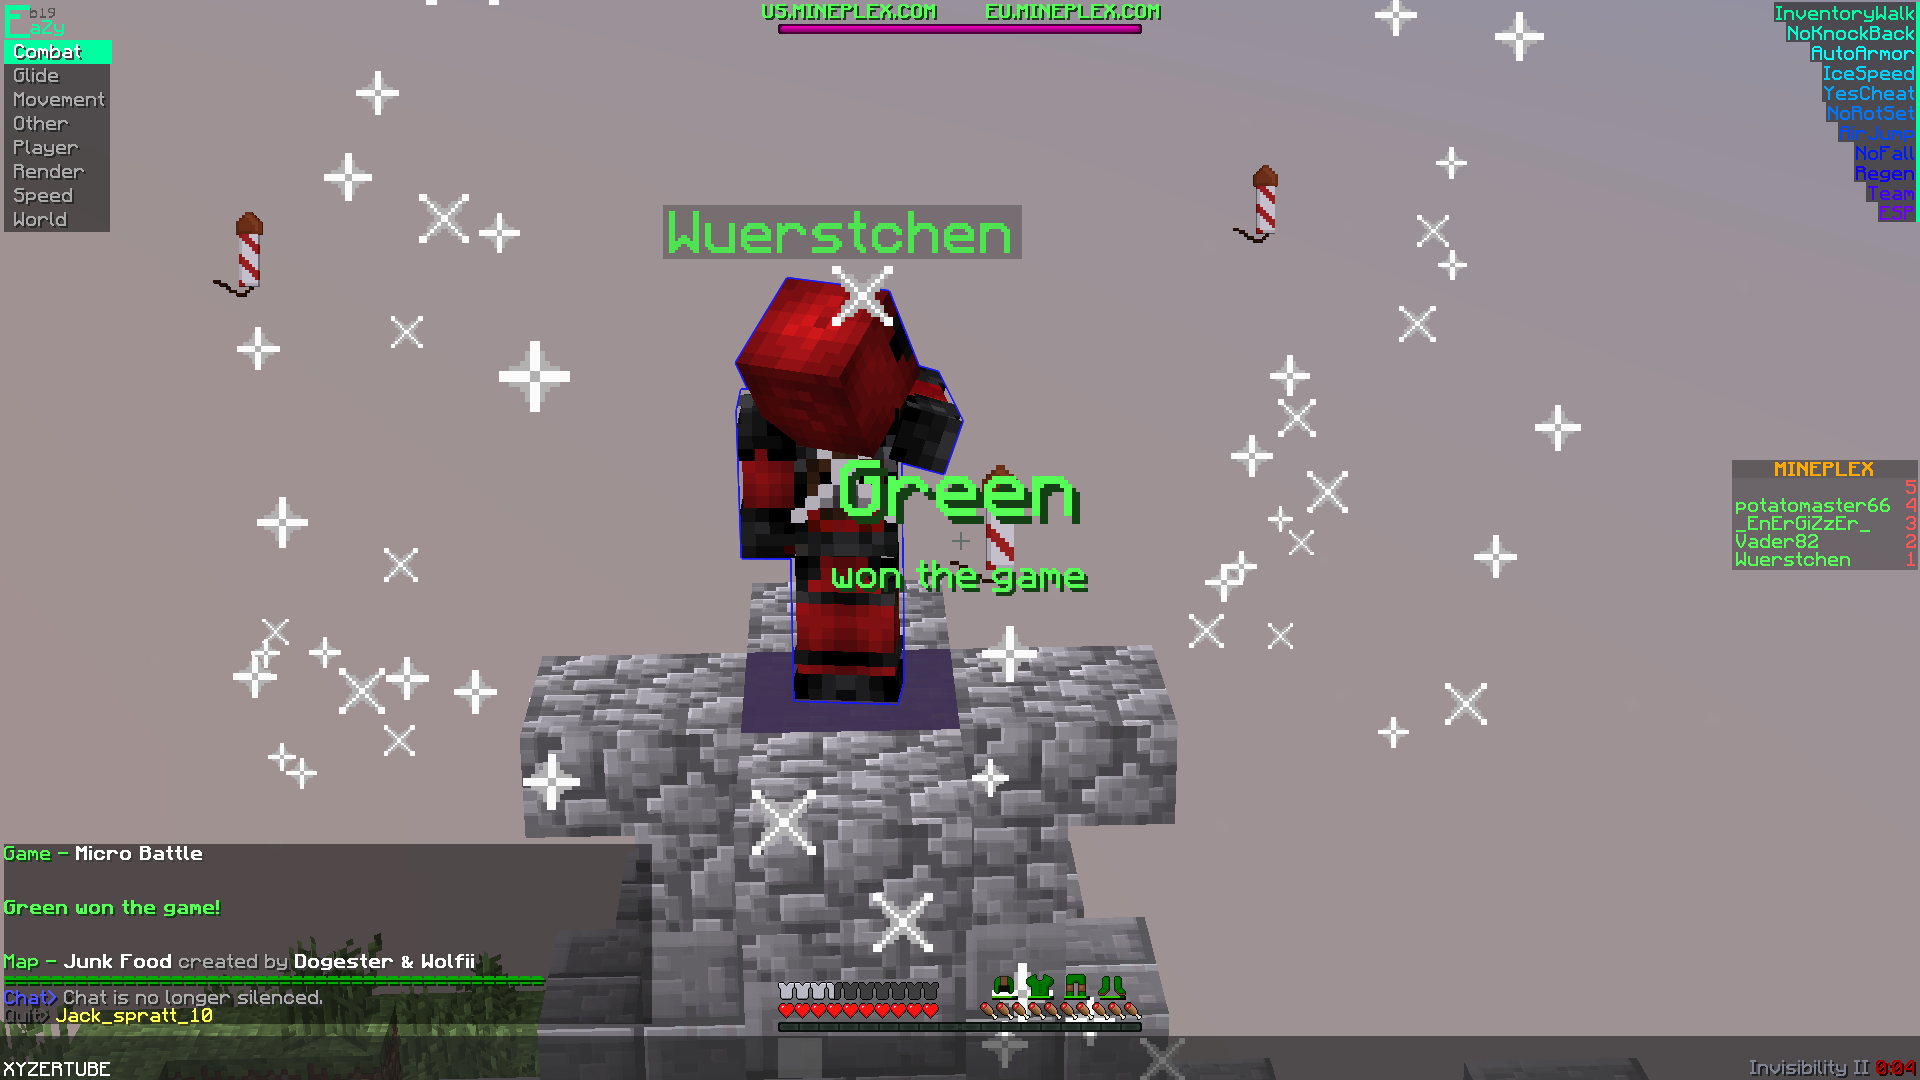 EaZy b19
Combat
Glide
Movement
Other
Player
Render
Speed
World
US.MINEPLEX.COM EU.MINEPLEX.COM
InventoryWalk
NoKnockBack
AutoArmor
IceSpeed
YesCheat
NoRotSet
AirJump
NoFall
Regen
Team
ESP
Wuerstchen
Green
won the game
MINEPLEX
5
potatomaster66 4
_EnErGiZzEr_ 3
Vader82 2
Wuerstchen 1
Game - Micro Battle
Green won the game!
Map - Junk Food created by Dogester & Wolfii
Chat> Chat is no longer silenced.
Quit> Jack_spratt_10
XYZERTUBE
Invisibility II 0:04